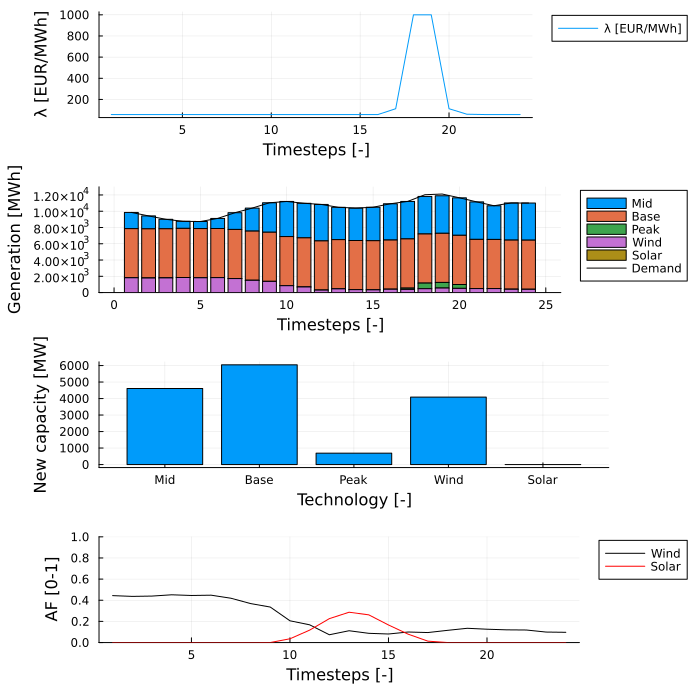 λ [EUR/MWh]
1000
800
600
400
200
5 10 15 20
Timesteps [-]
λ [EUR/MWh]
Generation [MWh]
1.20×10⁴
1.00×10⁴
8.00×10³
6.00×10³
4.00×10³
2.00×10³
0
0 5 10 15 20 25
Timesteps [-]
Mid
Base
Peak
Wind
Solar
Demand
New capacity [MW]
6000
5000
4000
3000
2000
1000
0
Mid Base Peak Wind Solar
Technology [-]
AF [0-1]
1.0
0.8
0.6
0.4
0.2
0.0
5 10 15 20
Timesteps [-]
Wind
Solar